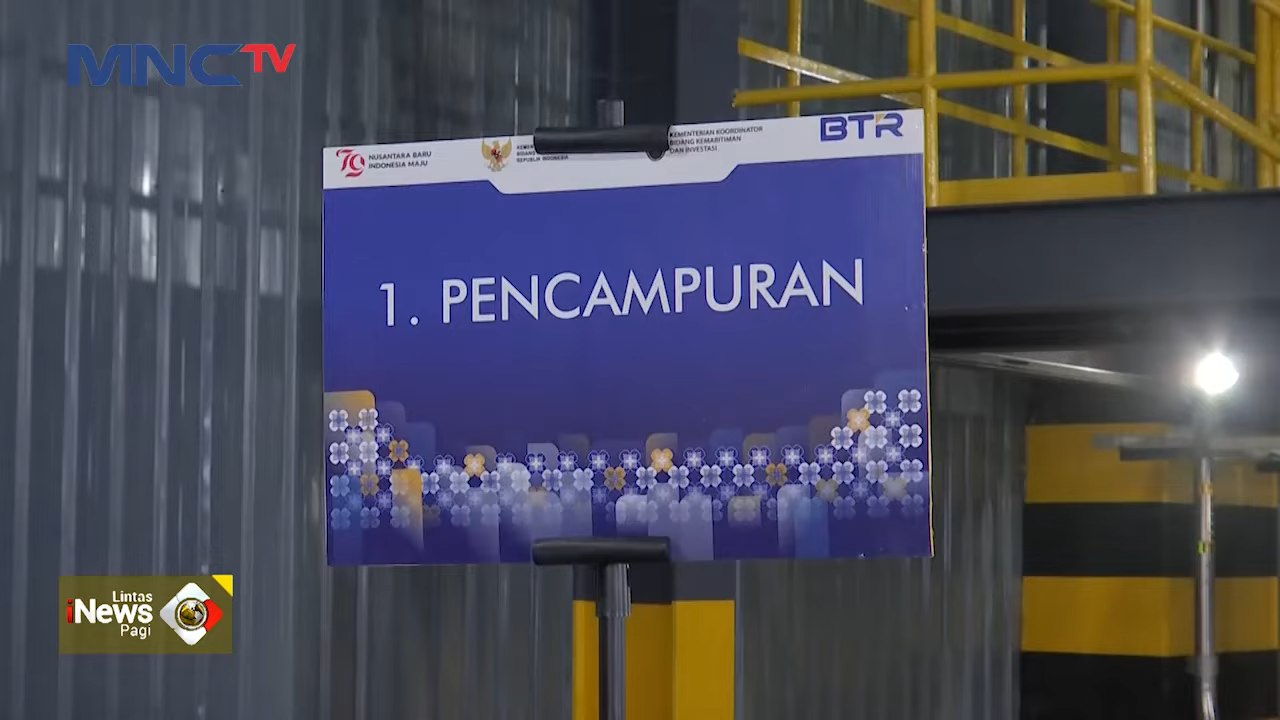 MNCTV
79 NUSANTARA BARU
INDONESIA MAJU
REPUBLIK INDONESIA
KEMENTERIAN KOORDINATOR
BIDANG KEMARITIMAN
DAN INVESTASI
BTR
1. PENCAMPURAN
Lintas
iNews
Pagi